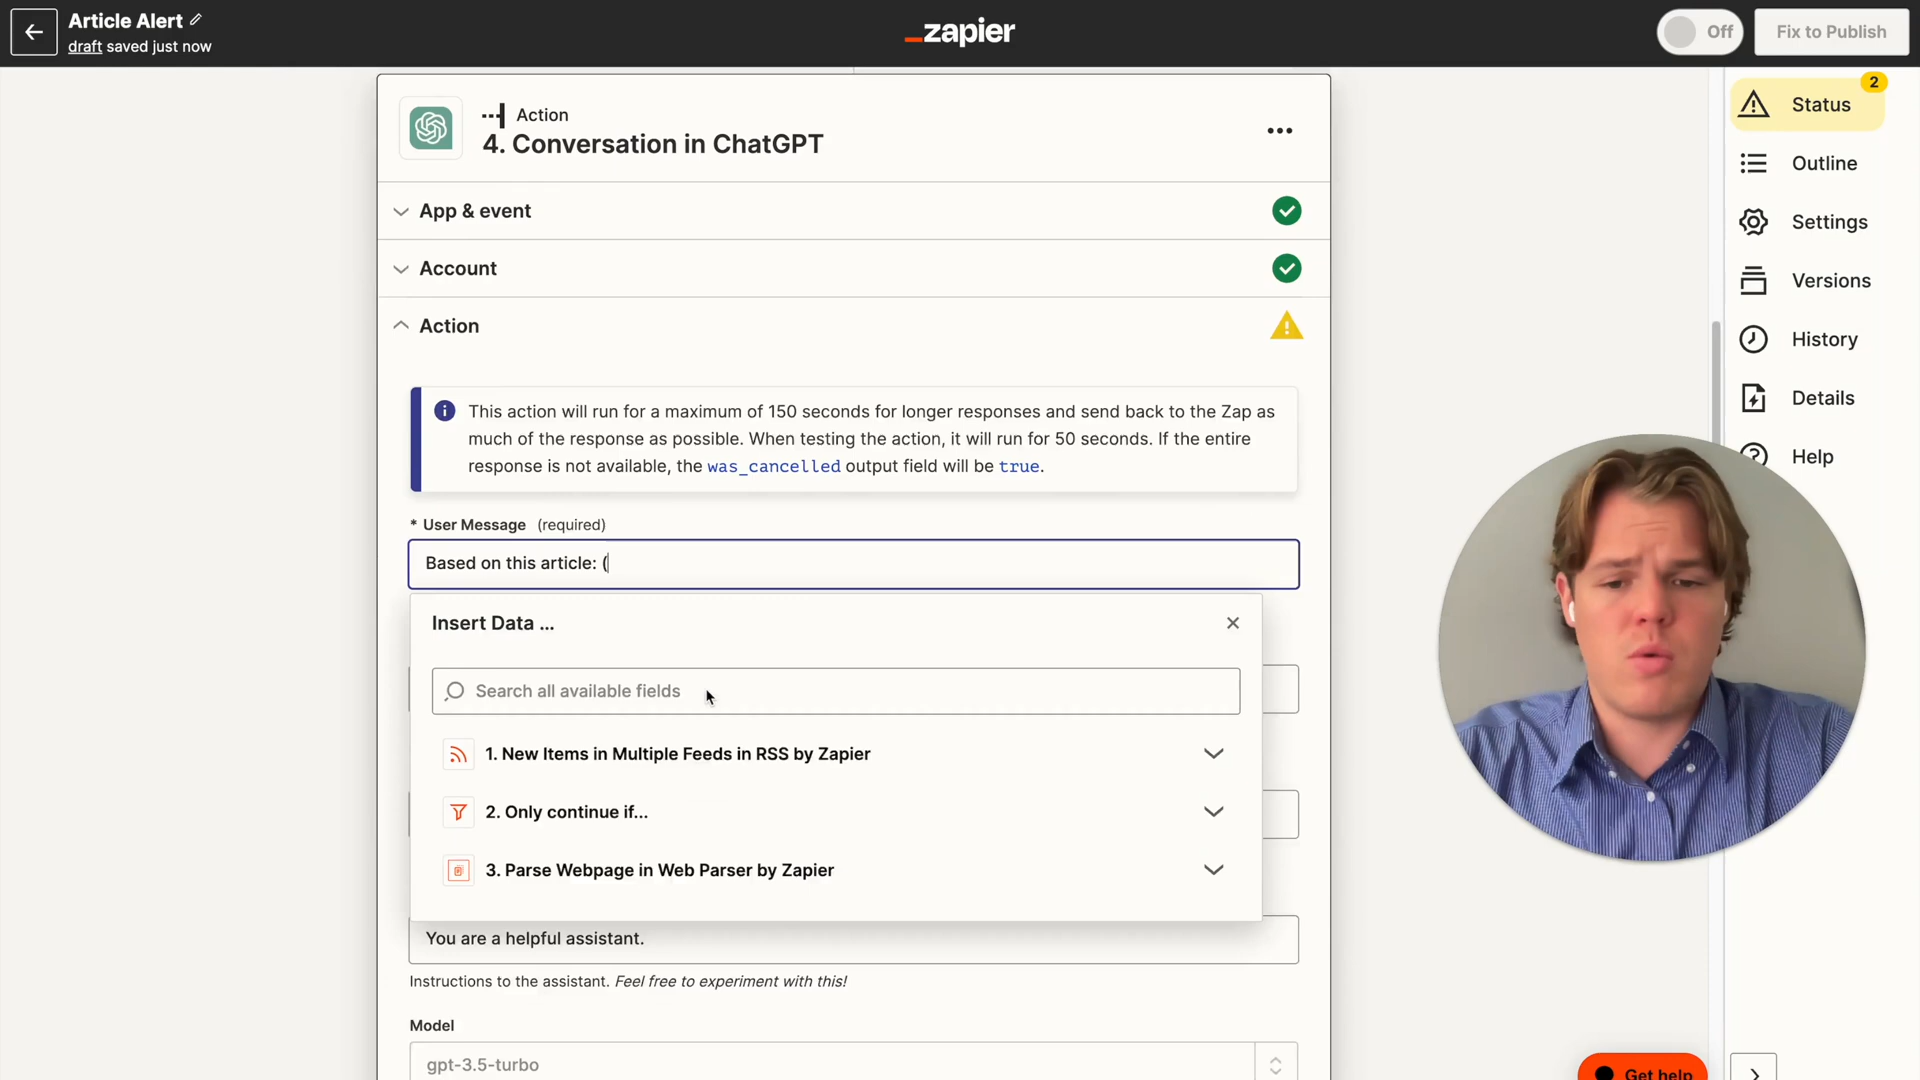 Article Alert
draft saved just now
zapier
Off
Fix to Publish
Action
4. Conversation in ChatGPT
2
Status
Outline
Settings
Versions
History
Details
Help
App & event
Account
Action
This action will run for a maximum of 150 seconds for longer responses and send back to the Zap as
much of the response as possible. When testing the action, it will run for 50 seconds. If the entire
response is not available, the was_cancelled output field will be true.
* User Message (required)
Based on this article: (
Insert Data ...
Search all available fields
1. New Items in Multiple Feeds in RSS by Zapier
2. Only continue if...
3. Parse Webpage in Web Parser by Zapier
You are a helpful assistant.
Instructions to the assistant. Feel free to experiment with this!
Model
gpt-3.5-turbo
Get help